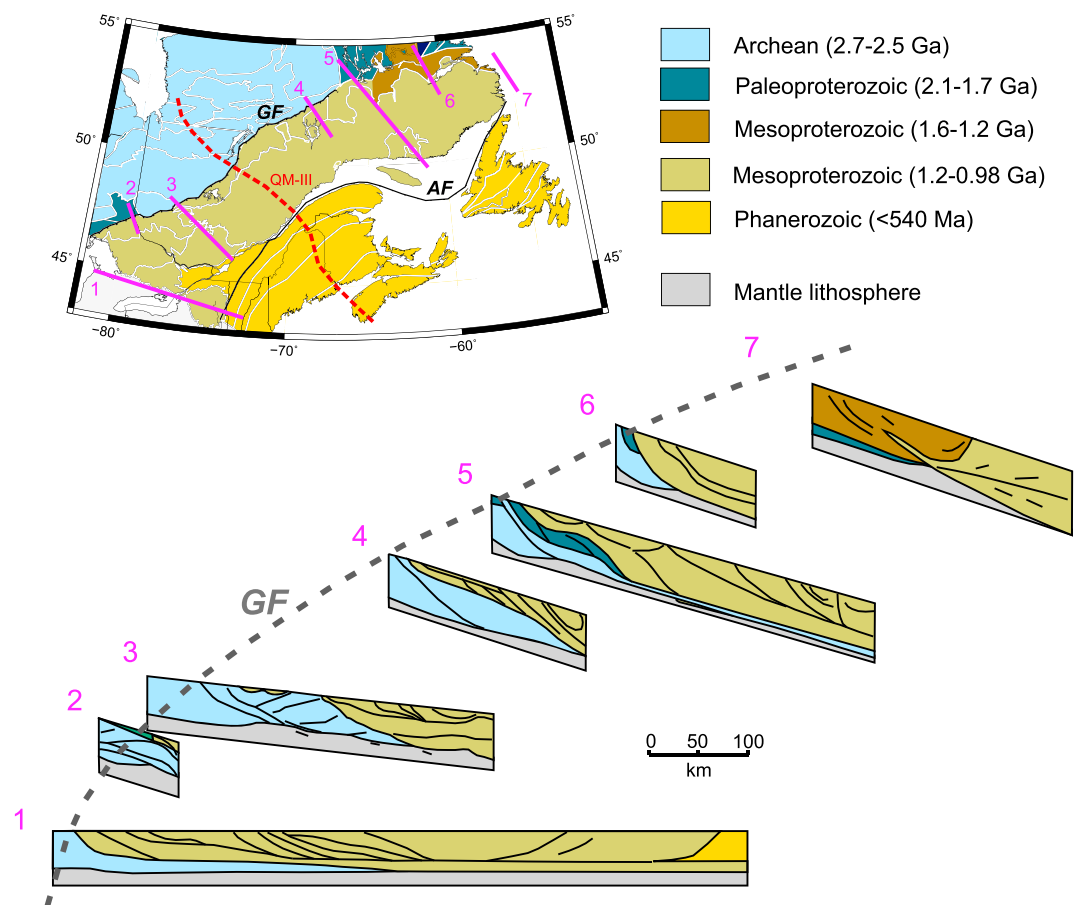 55°
55°
50°
50°
45°
45°
−80°
−70°
−60°
GF
AF
QM-III
1
2
3
4
5
6
7
Archean (2.7-2.5 Ga)
Paleoproterozoic (2.1-1.7 Ga)
Mesoproterozoic (1.6-1.2 Ga)
Mesoproterozoic (1.2-0.98 Ga)
Phanerozoic (<540 Ma)
Mantle lithosphere
7
6
5
4
GF
3
2
1
0 50 100
km